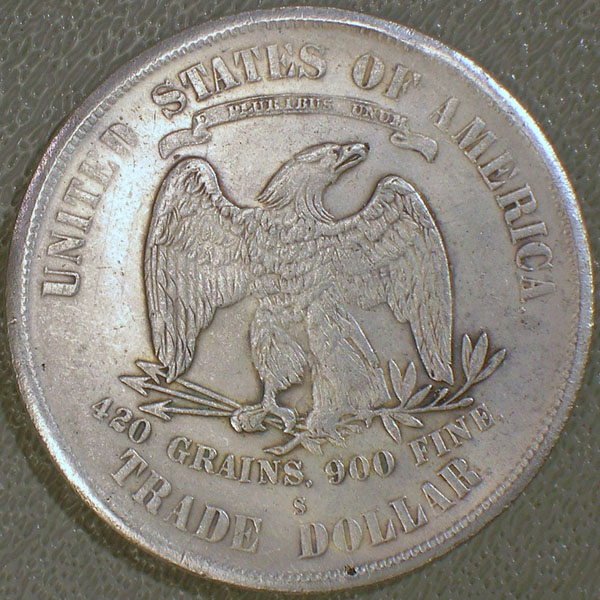 UNITED STATES OF AMERICA
PLURIBUS UNUM
420 GRAINS, 900 FINE.
S
TRADE DOLLAR